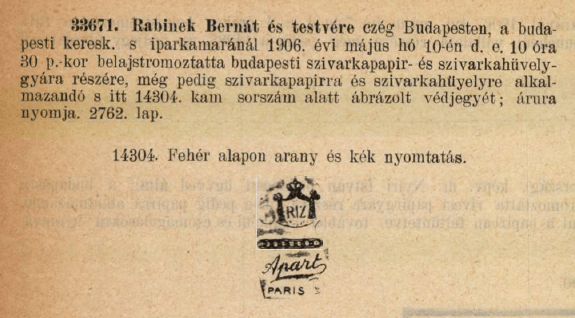 33671. Rabinek Bernát és testvére czég Budapesten, a buda-
pesti keresk. s iparkamaránál 1906. évi május hó 10-én d. e. 10 óra
30 p.-kor belajstromoztatta budapesti szivarkapapir- és szivarkahüvely-
gyára részére, még pedig szivarkapapirra és szivarkahüyelyre alkal-
mazandó s itt 14304. kam sorszám alatt ábrázolt védjegyét; árura
nyomja. 2762. lap.
14304. Fehér alapon arany és kék nyomtatás.
RIZ
Apart
PARIS